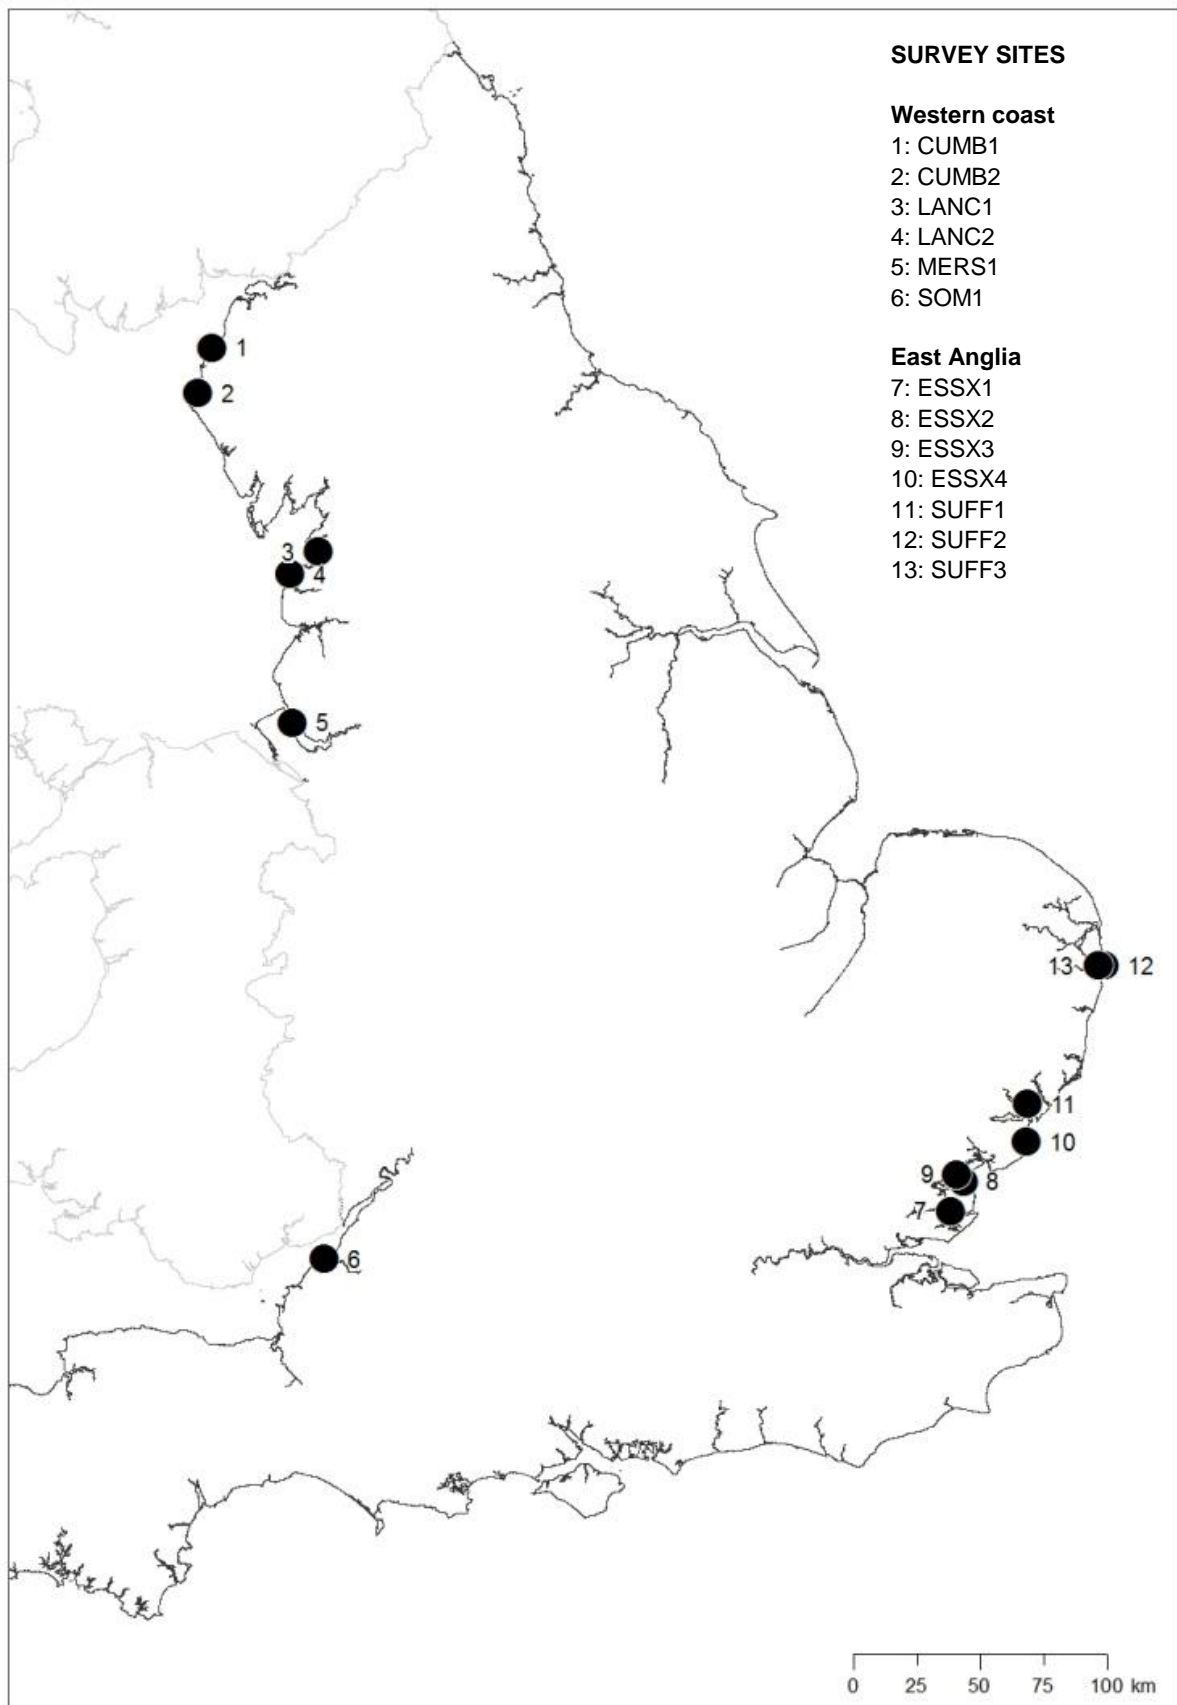 SURVEY SITES
Western coast
1: CUMB1
2: CUMB2
3: LANC1
4: LANC2
5: MERS1
6: SOM1
East Anglia
7: ESSX1
8: ESSX2
9: ESSX3
10: ESSX4
11: SUFF1
12: SUFF2
13: SUFF3
1
2
3
4
5
13 12
11
10
9
8
7
6
0 25 50 75 100 km